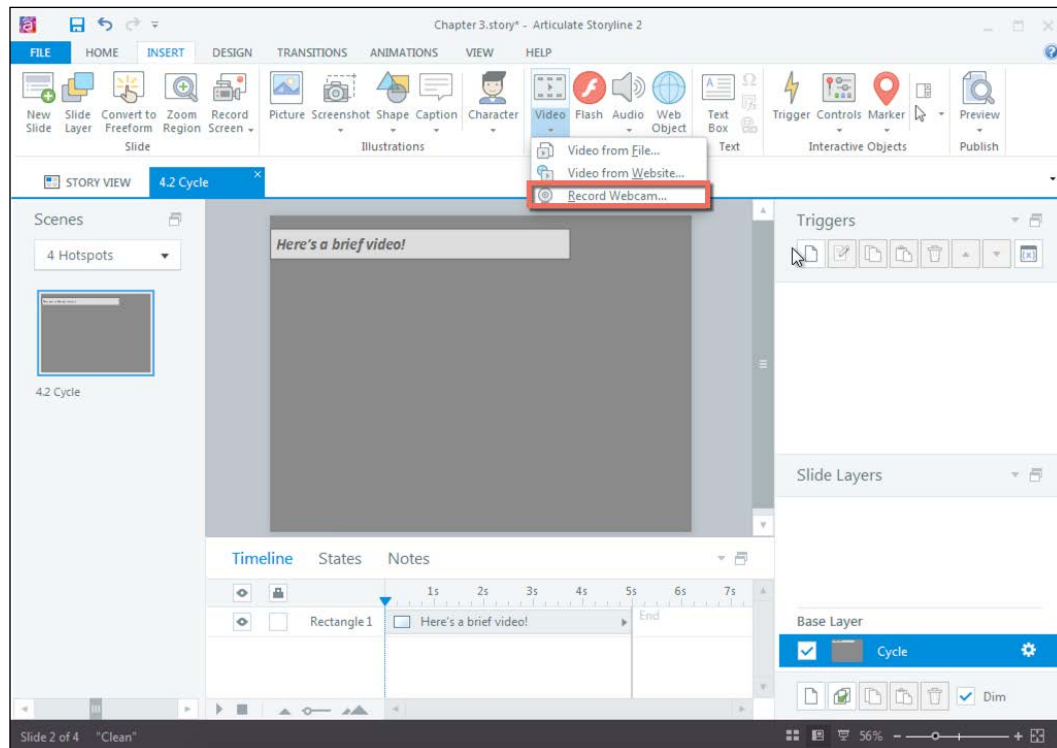 Chapter 3.story* - Articulate Storyline 2
FILE HOME INSERT DESIGN TRANSITIONS ANIMATIONS VIEW HELP
New Slide
Slide Layer
Convert to Freeform
Zoom Region
Record Screen
Picture
Screenshot
Shape
Caption
Character
Video
Flash
Audio
Web Object
Text Box
Trigger
Controls
Marker
Preview
Slide
Illustrations
Text
Interactive Objects
Publish
Video from File...
Video from Website...
Record Webcam...
STORY VIEW
4.2 Cycle
Scenes
4 Hotspots
4.2 Cycle
Here's a brief video!
Triggers
Slide Layers
Timeline States Notes
1s 2s 3s 4s 5s 6s 7s
Rectangle 1
Here's a brief video!
End
Base Layer
Cycle
Dim
Slide 2 of 4 "Clean"
56%